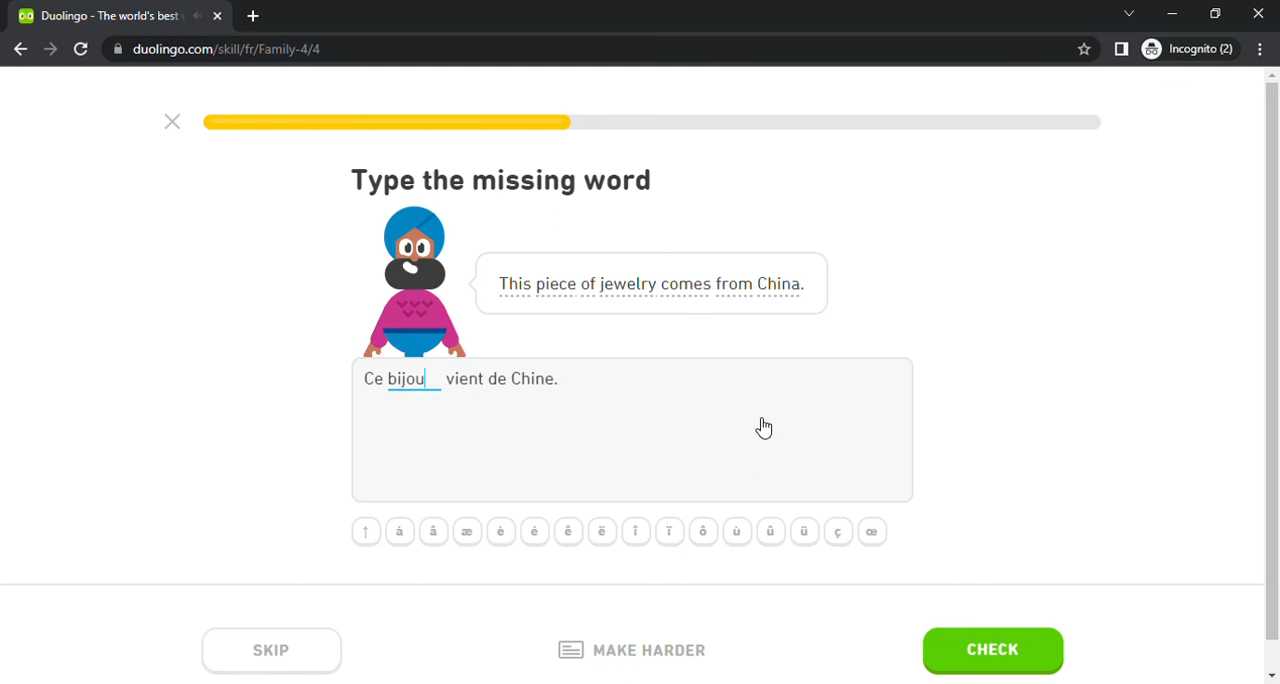 Duolingo - The world's best
duolingo.com/skill/fr/Family-4/4
Incognito (2)
Type the missing word
This piece of jewelry comes from China.
Ce bijou vient de Chine.
↑ à â æ è é ê ë î ï ô ù û ü ç œ
SKIP
MAKE HARDER
CHECK